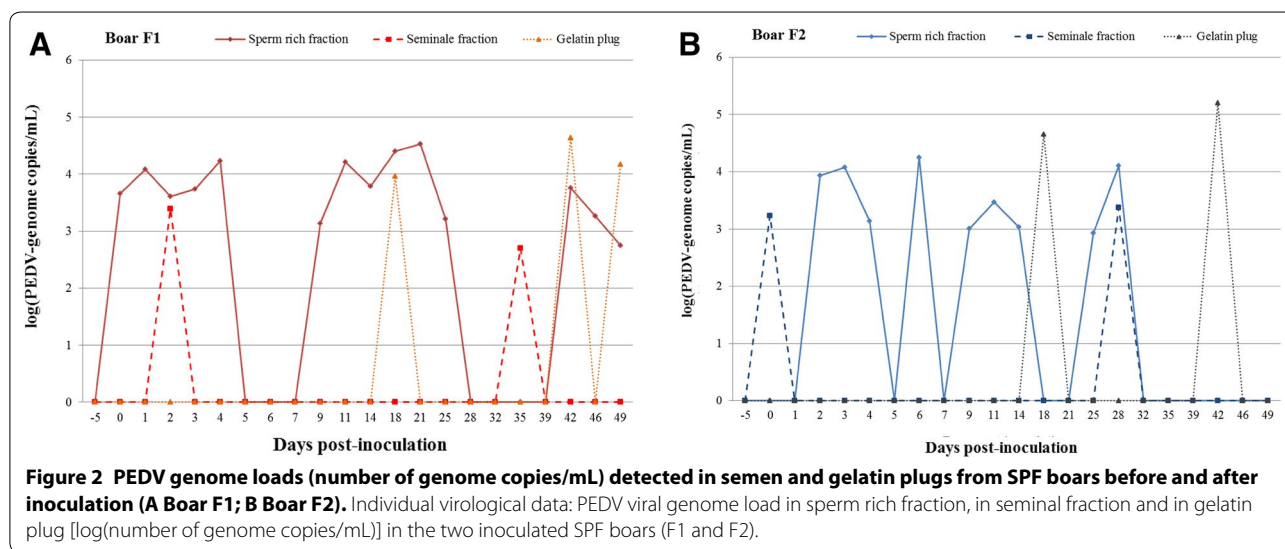 A
Boar F1
Sperm rich fraction
Seminale fraction
Gelatin plug
log(PEDV-genome copies/mL)
6
5
4
3
2
1
0
-5 0 1 2 3 4 5 6 7 9 11 14 18 21 25 28 32 35 39 42 46 49
Days post-inoculation
B
Boar F2
Sperm rich fraction
Seminale fraction
Gelatin plug
log(PEDV-genome copies/mL)
6
5
4
3
2
1
0
-5 0 1 2 3 4 5 6 7 9 11 14 18 21 25 28 32 35 39 42 46 49
Days post-inoculation
Figure 2 PEDV genome loads (number of genome copies/mL) detected in semen and gelatin plugs from SPF boars before and after
inoculation (A Boar F1; B Boar F2). Individual virological data: PEDV viral genome load in sperm rich fraction, in seminal fraction and in gelatin
plug [log(number of genome copies/mL)] in the two inoculated SPF boars (F1 and F2).